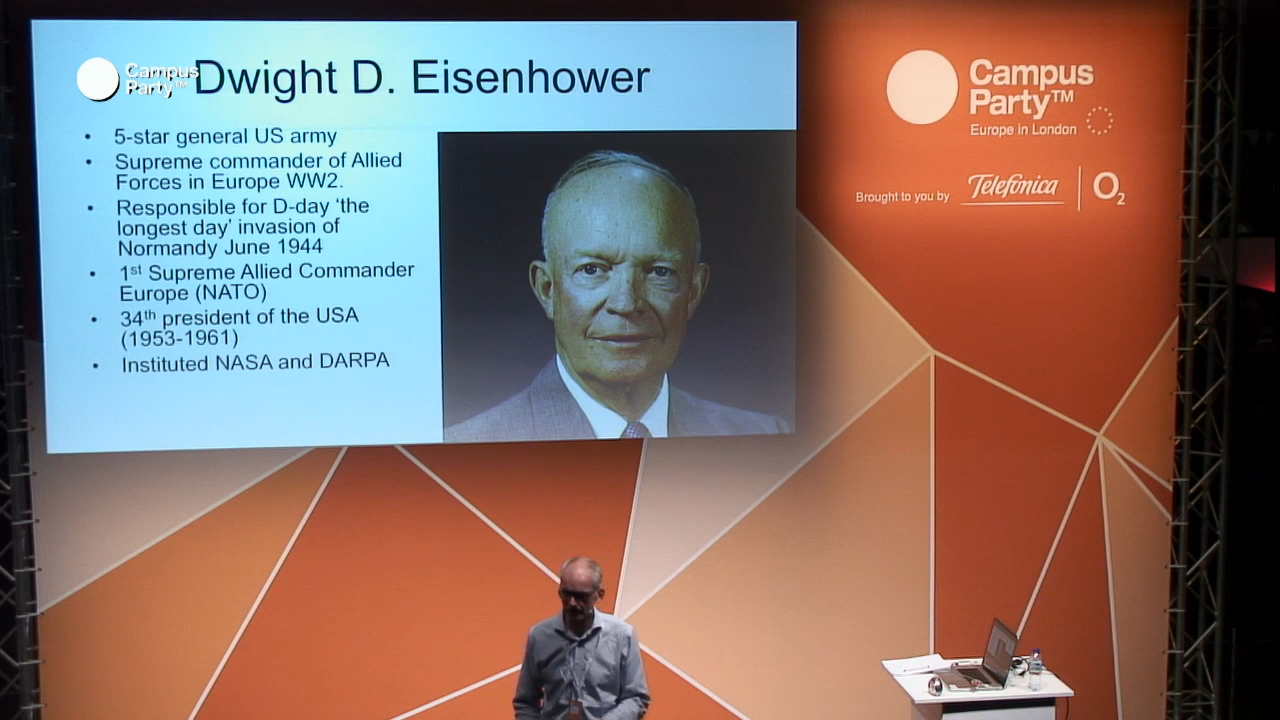 Dwight D. Eisenhower
Campus
Party™
• 5-star general US army
• Supreme commander of Allied
Forces in Europe WW2.
• Responsible for D-day ‘the
longest day’ invasion of
Normandy June 1944
• 1st Supreme Allied Commander
Europe (NATO)
• 34th president of the USA
(1953-1961)
• Instituted NASA and DARPA
Campus
Party™
Europe in London
Brought to you by
Telefónica
O2